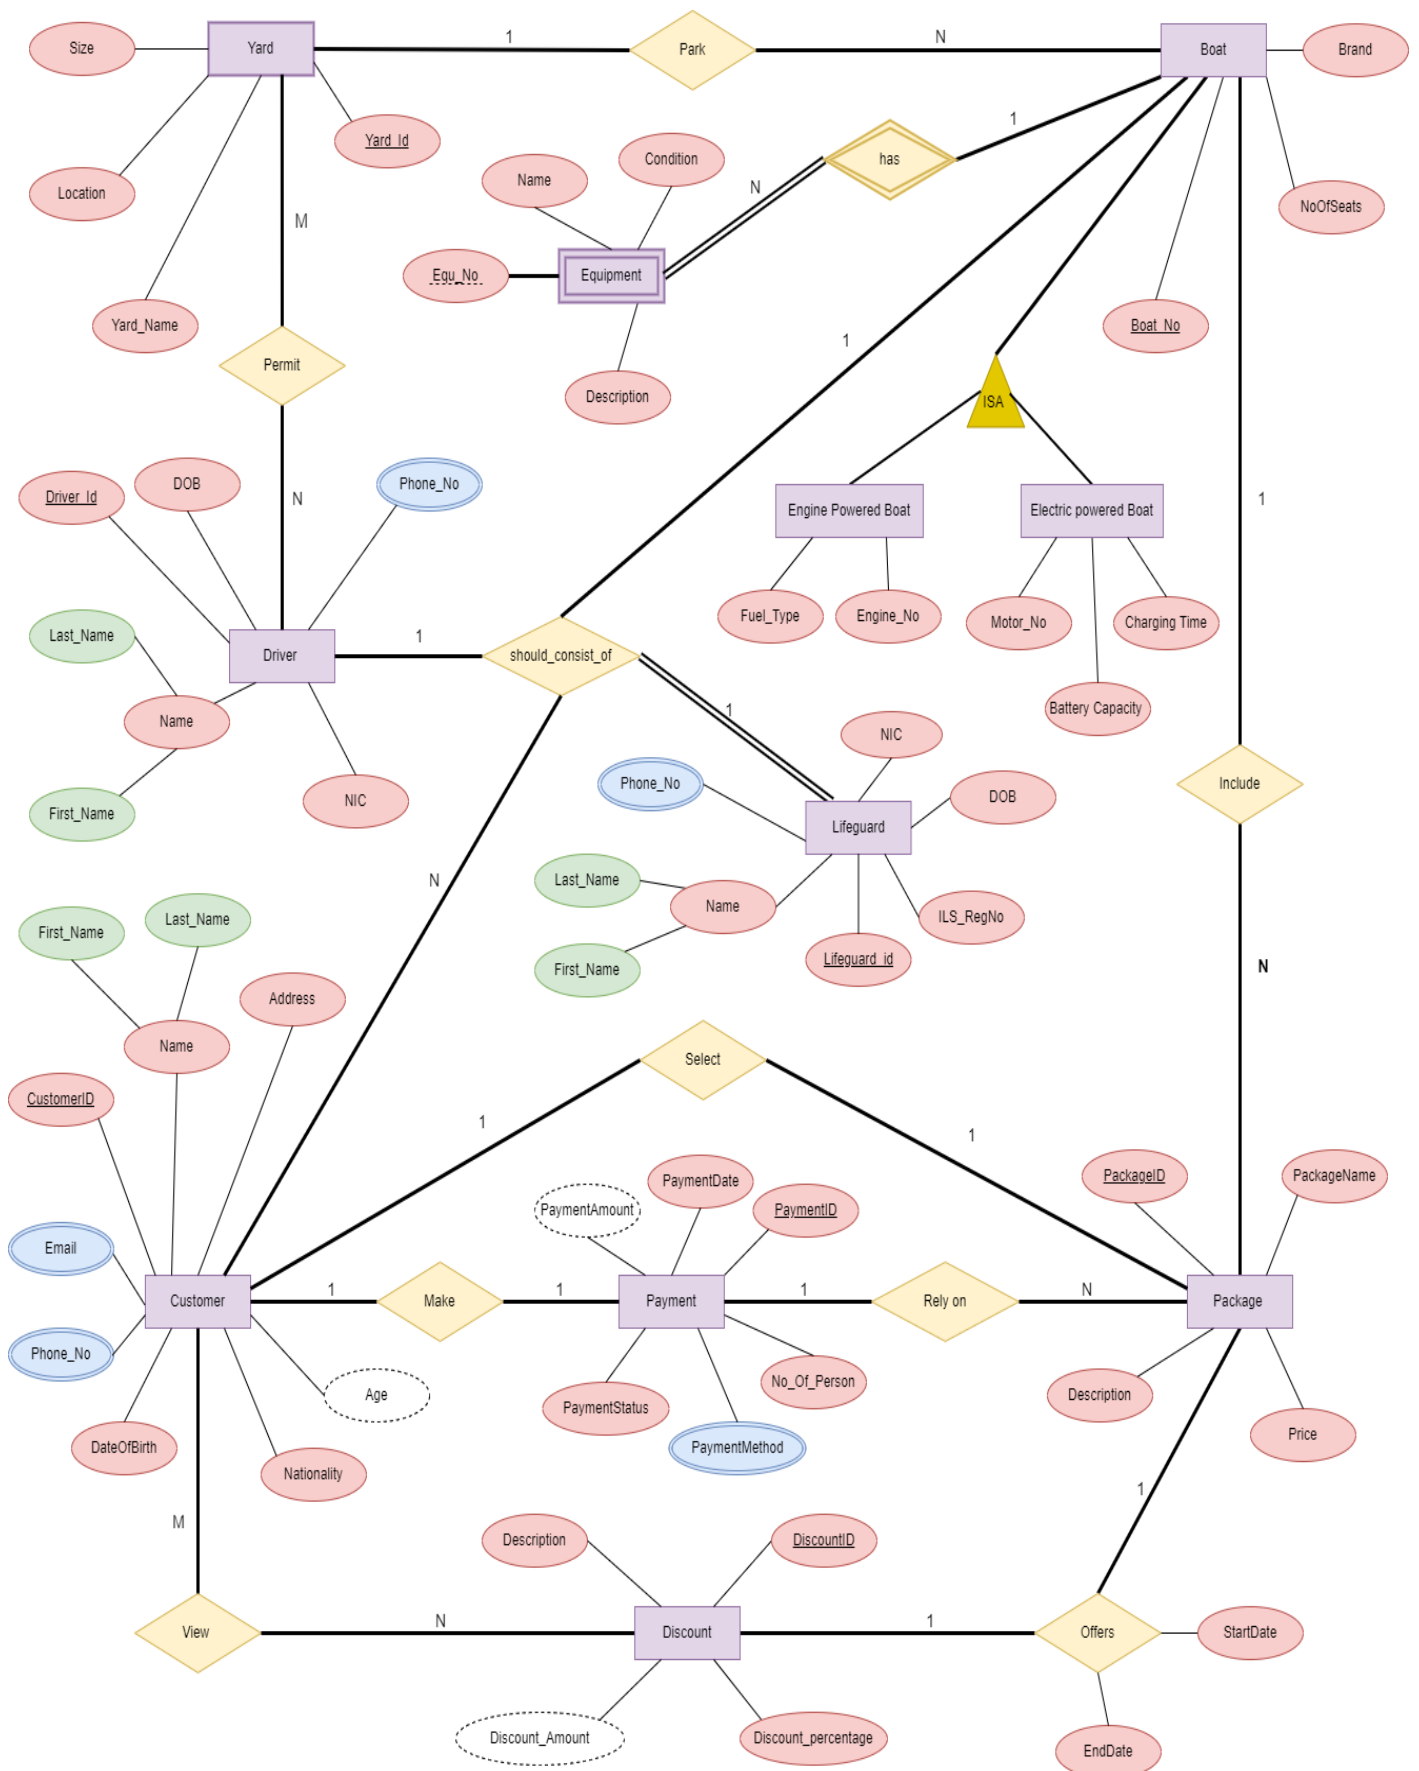 Size
Yard
1
Park
N
Boat
Brand
Yard_Id
Location
Name
Condition
has
1
N
NoOfSeats
M
Equ_No
Equipment
Yard_Name
Boat_No
1
Permit
Description
ISA
Driver_Id
DOB
Phone_No
N
Engine Powered Boat
Electric powered Boat
1
Fuel_Type
Engine_No
Motor_No
Charging Time
Last_Name
1
Driver
should_consist_of
Name
1
Battery Capacity
NIC
Phone_No
DOB
Include
NIC
First_Name
Lifeguard
Last_Name
N
Name
ILS_RegNo
First_Name
Last_Name
Lifeguard_id
First_Name
N
Address
Name
Select
CustomerID
1
1
PaymentAmount
PaymentDate
PaymentID
PackageID
PackageName
Email
Customer
1
Make
1
Payment
1
Rely on
N
Package
Phone_No
Age
No_Of_Person
Description
PaymentStatus
DateOfBirth
PaymentMethod
Price
Nationality
1
M
Description
DiscountID
View
N
Discount
1
Offers
StartDate
Discount_Amount
Discount_percentage
EndDate